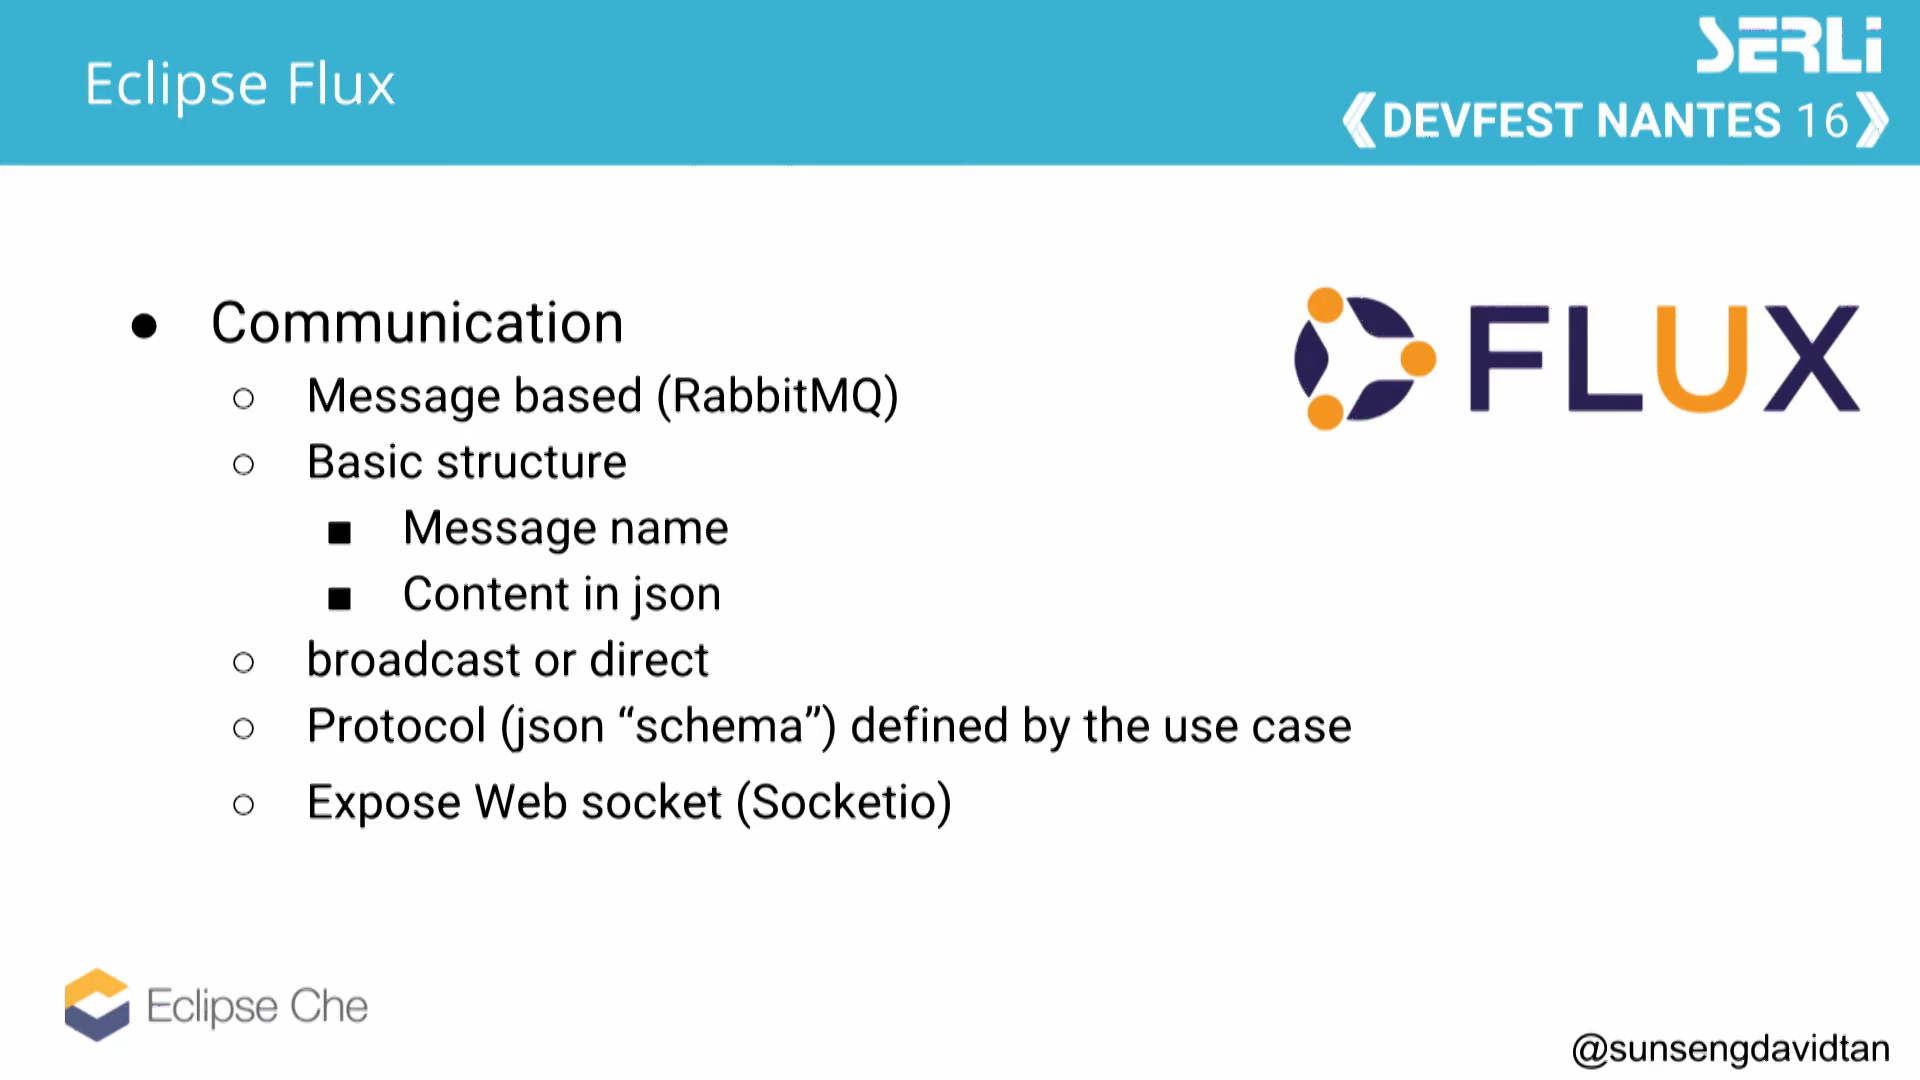 Eclipse Flux
SERLI
DEVFEST NANTES 16
● Communication
○ Message based (RabbitMQ)
○ Basic structure
■ Message name
■ Content in json
○ broadcast or direct
○ Protocol (json “schema”) defined by the use case
○ Expose Web socket (Socketio)
FLUX
Eclipse Che
@sunsengdavidtan